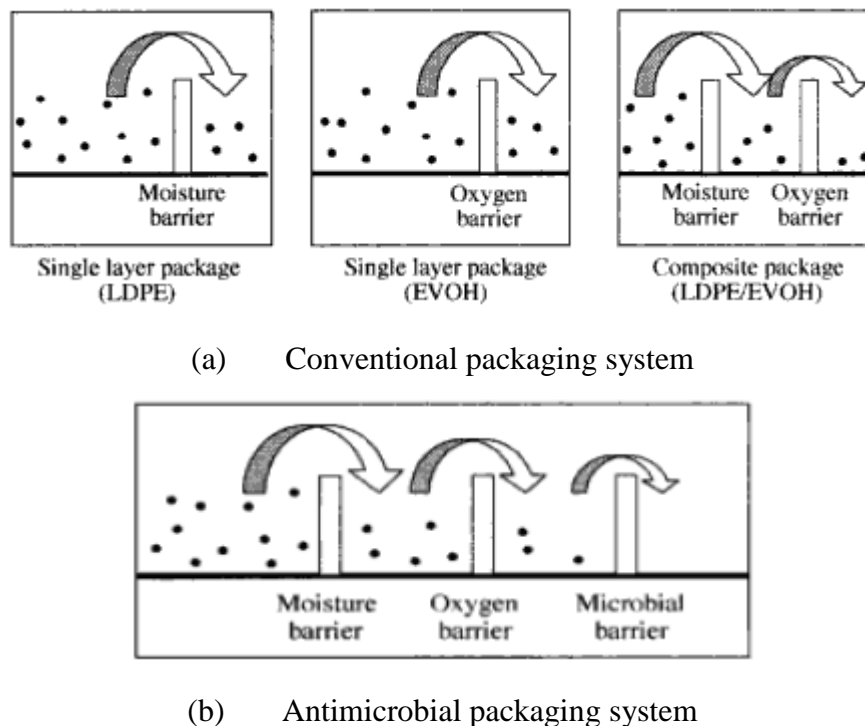 Moisture
barrier
Single layer package
(LDPE)
Oxygen
barrier
Single layer package
(EVOH)
Moisture
barrier
Oxygen
barrier
Composite package
(LDPE/EVOH)
(a) Conventional packaging system
Moisture
barrier
Oxygen
barrier
Microbial
barrier
(b) Antimicrobial packaging system